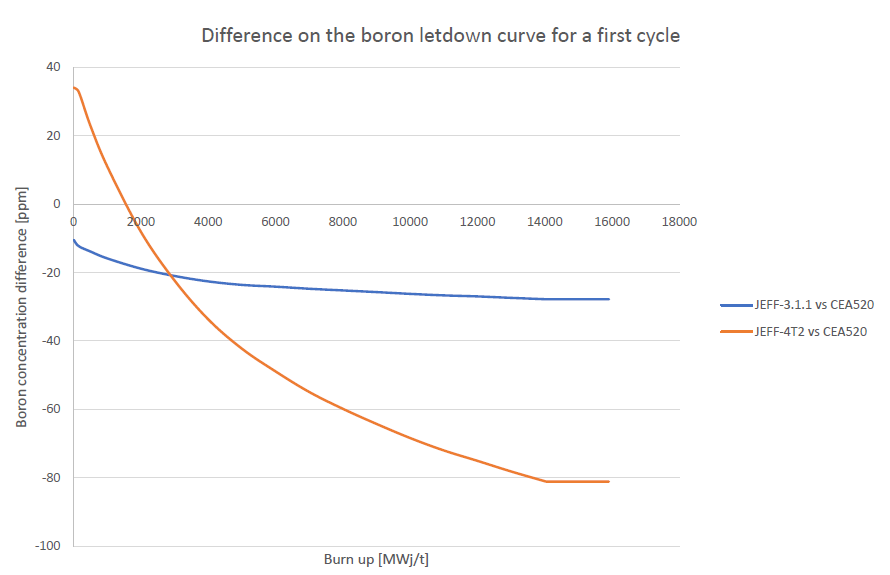 Difference on the boron letdown curve for a first cycle
40
20
0
-20
-40
-60
-80
-100
0 2000 4000 6000 8000 10000 12000 14000 16000 18000
Boron concentration difference [ppm]
Burn up [MWj/t]
JEFF-3.1.1 vs CEA520
JEFF-4T2 vs CEA520